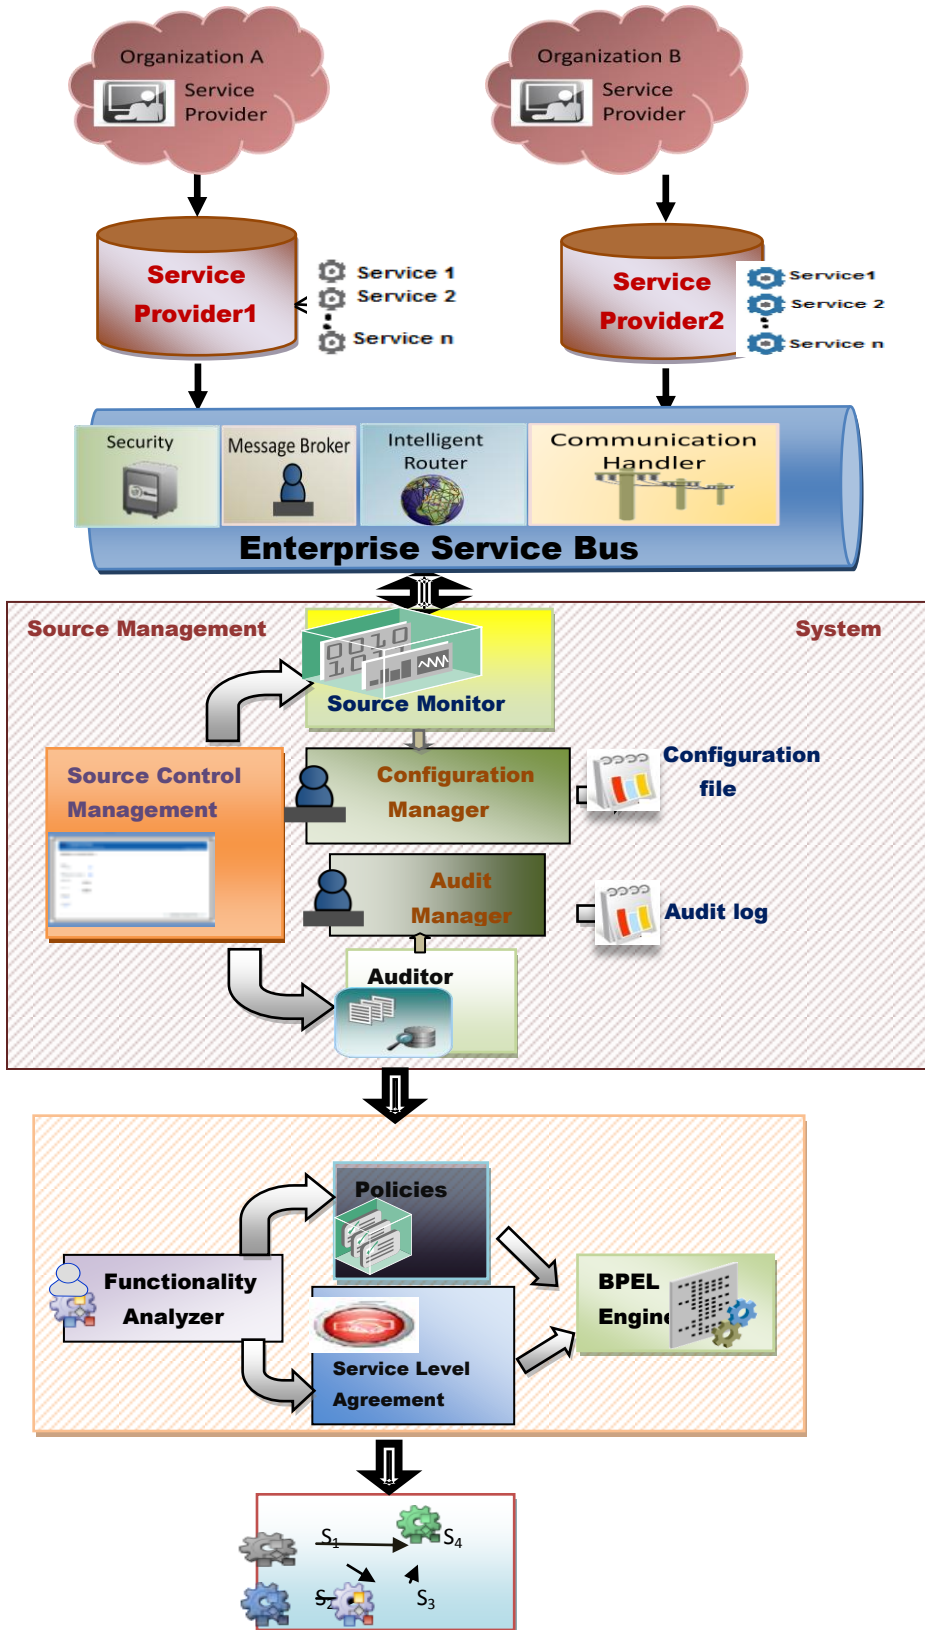 Organization A
Service
Provider
Organization B
Service
Provider
Service
Provider1
Service 1
Service 2
Service n
Service
Provider2
Service1
Service 2
Service n
Security
Message Broker
Intelligent
Router
Communication
Handler
Enterprise Service Bus
Source Management System
Source Monitor
Source Control
Management
Configuration
Manager
Configuration
file
Audit
Manager
Audit log
Auditor
Policies
Functionality
Analyzer
BPEL
Engine
Service Level
Agreement
S1
S4
S2
S3